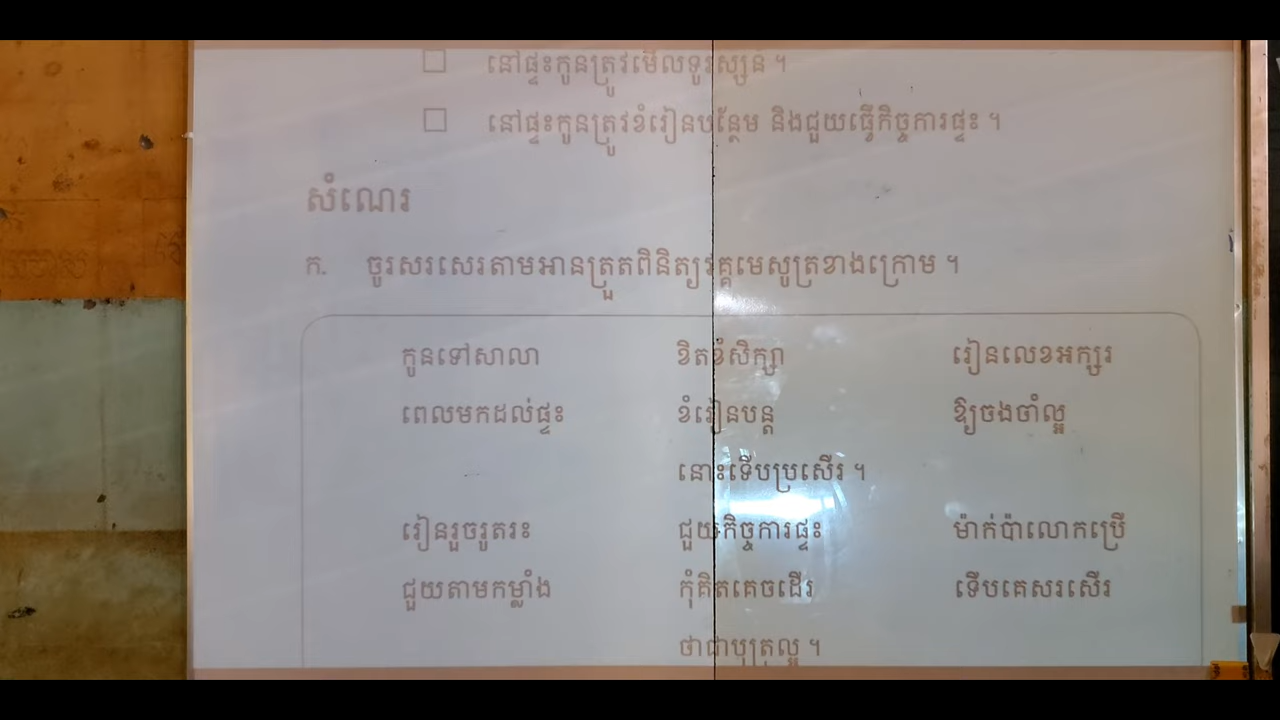 នៅផ្ទះកូនត្រូវមើលទូរស្សន៍ ។
នៅផ្ទះកូនត្រូវខំរៀនបន្ថែម និងជួយធ្វើកិច្ចការផ្ទះ ។
សំណេរ
ក. ចូរសរសេរតាមអានត្រួតពិនិត្យវគ្គមេសូត្រខាងក្រោម ។
កូនទៅសាលា ខិតខំសិក្សា រៀនលេខអក្សរ
ពេលមកដល់ផ្ទះ ខំរៀនបន្ត ឱ្យចងចាំល្អ
នោះទើបប្រសើរ ។
រៀនរួចរូតរះ ជួយកិច្ចការផ្ទះ ម៉ាក់ប៉ាលោកប្រើ
ជួយតាមកម្លាំង កុំគិតគេចដើរ ទើបគេសរសើរ
ថាជាបុត្រល្អ ។